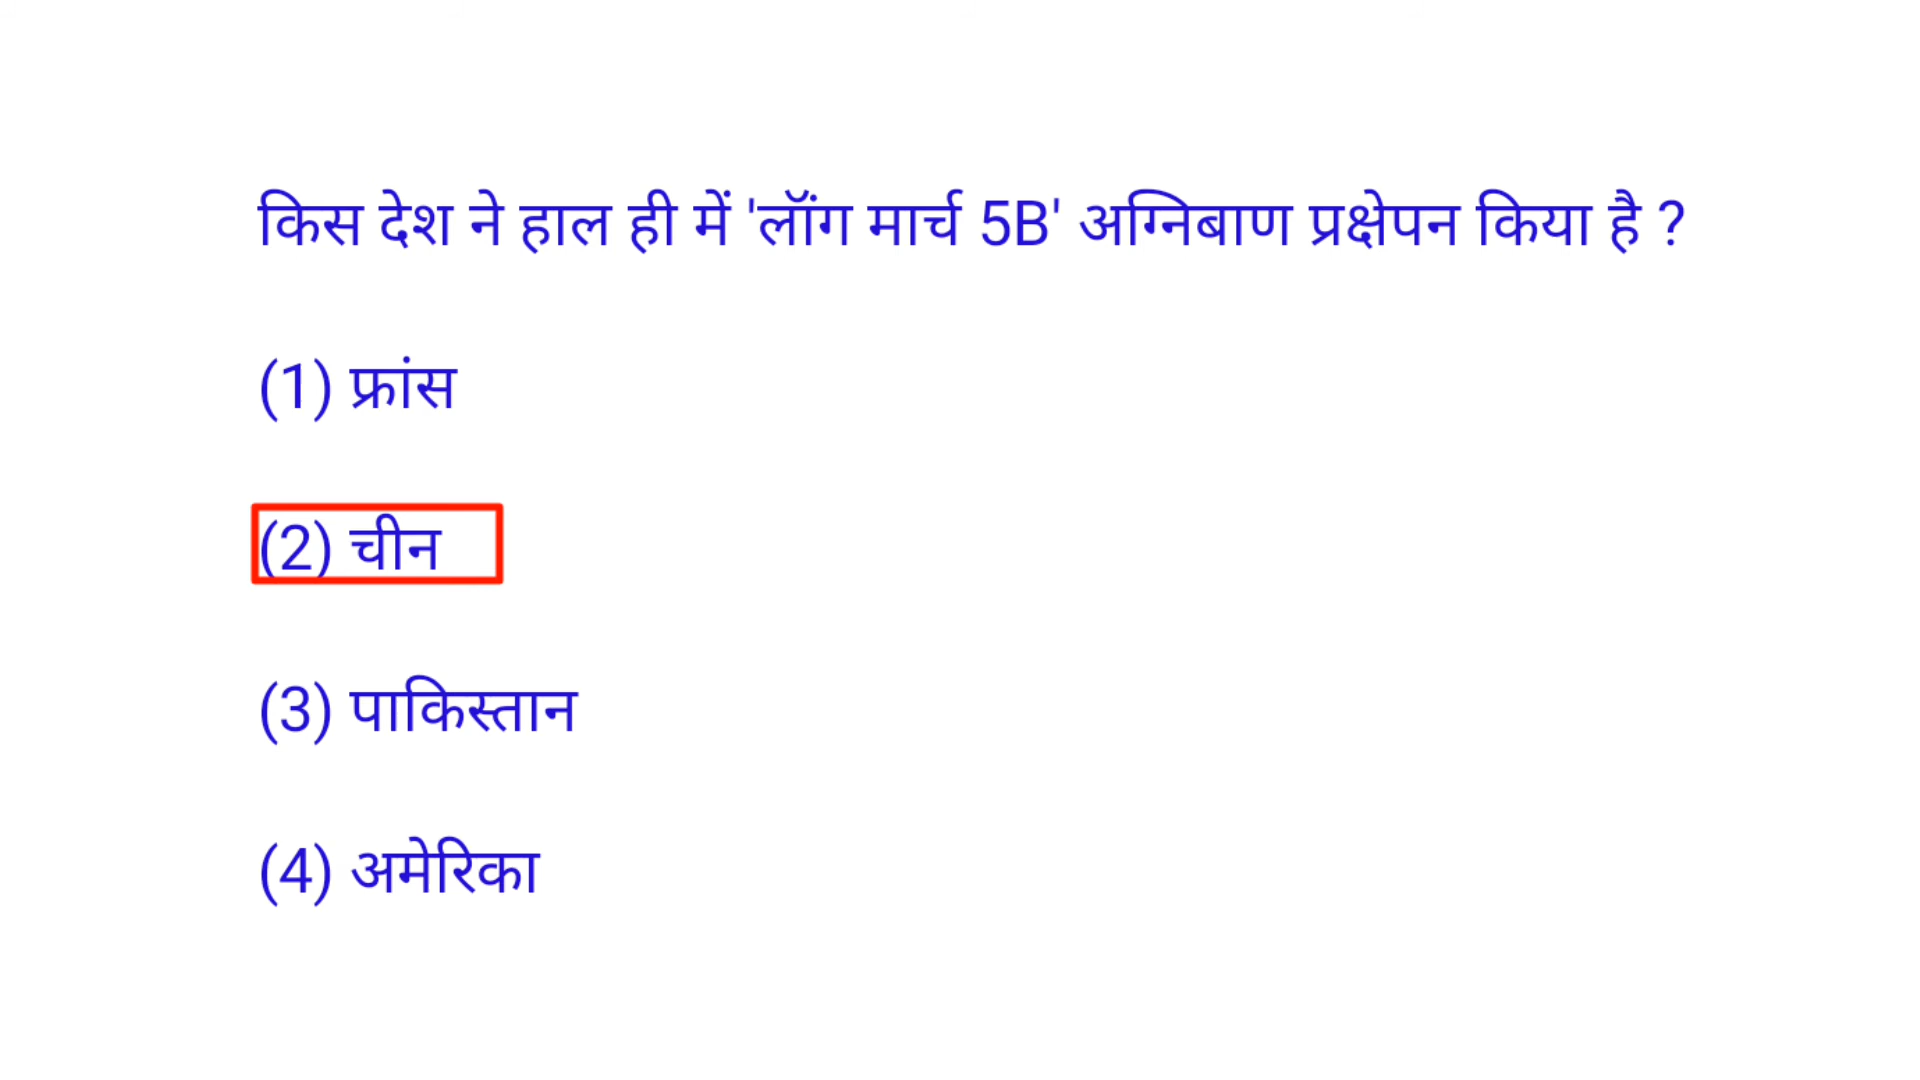 किस देश ने हाल ही में 'लॉंग मार्च 5B' अग्निबाण प्रक्षेपन किया है ?
(1) फ्रांस
(2) चीन
(3) पाकिस्तान
(4) अमेरिका